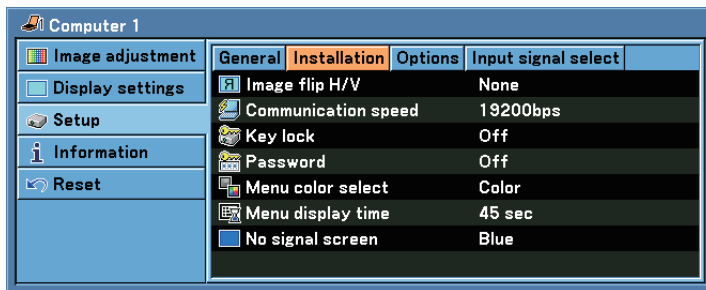 Computer 1
Image adjustment
Display settings
Setup
Information
Reset
General Installation Options Input signal select
Image flip H/V None
Communication speed 19200bps
Key lock Off
Password Off
Menu color select Color
Menu display time 45 sec
No signal screen Blue